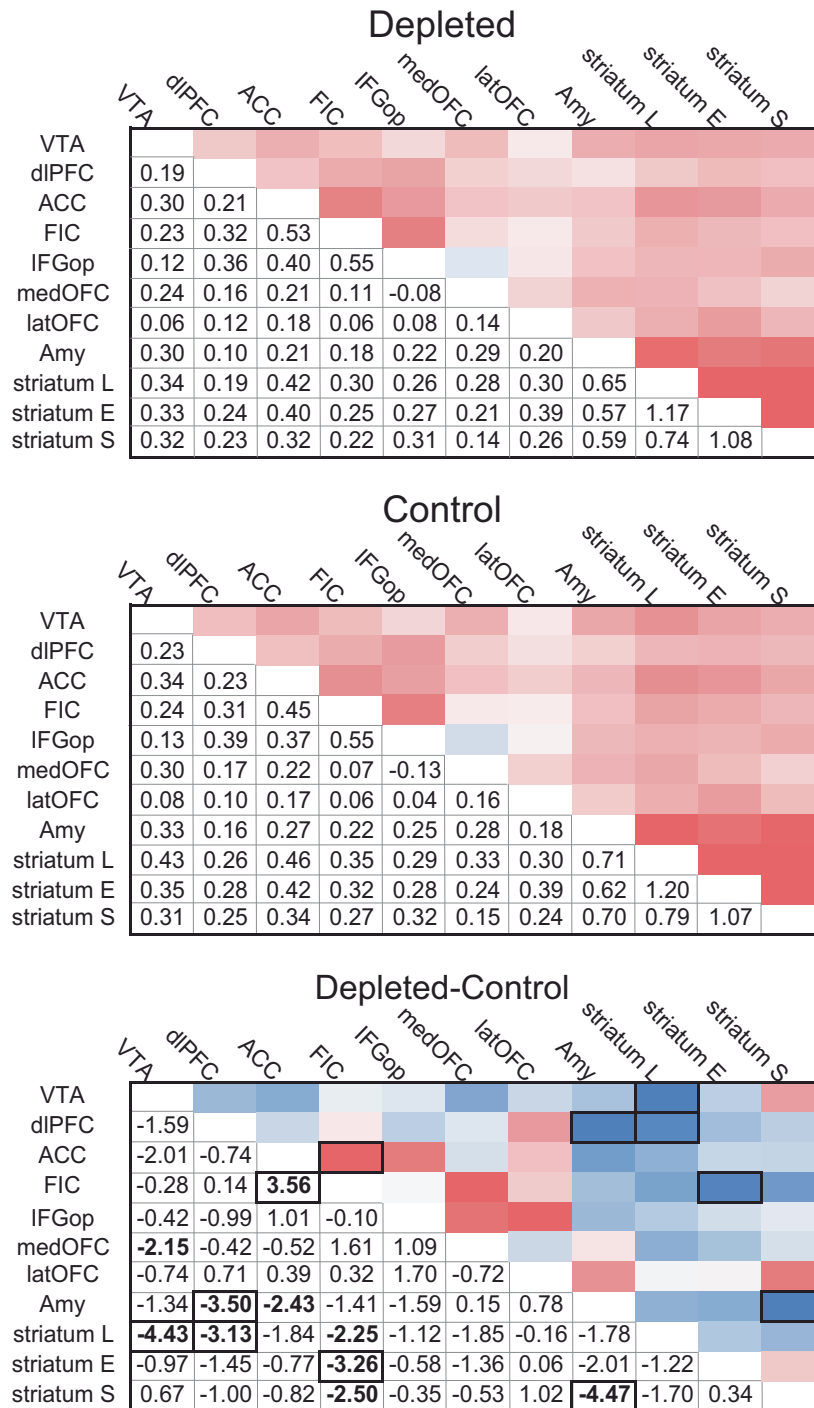 Depleted
VTA dlPFC ACC FIC IFGop medOFC latOFC Amy striatum L striatum E striatum S
VTA
dlPFC 0.19
ACC 0.30 0.21
FIC 0.23 0.32 0.53
IFGop 0.12 0.36 0.40 0.55
medOFC 0.24 0.16 0.21 0.11 -0.08
latOFC 0.06 0.12 0.18 0.06 0.08 0.14
Amy 0.30 0.10 0.21 0.18 0.22 0.29 0.20
striatum L 0.34 0.19 0.42 0.30 0.26 0.28 0.30 0.65
striatum E 0.33 0.24 0.40 0.25 0.27 0.21 0.39 0.57 1.17
striatum S 0.32 0.23 0.32 0.22 0.31 0.14 0.26 0.59 0.74 1.08
Control
VTA dlPFC ACC FIC IFGop medOFC latOFC Amy striatum L striatum E striatum S
VTA
dlPFC 0.23
ACC 0.34 0.23
FIC 0.24 0.31 0.45
IFGop 0.13 0.39 0.37 0.55
medOFC 0.30 0.17 0.22 0.07 -0.13
latOFC 0.08 0.10 0.17 0.06 0.04 0.16
Amy 0.33 0.16 0.27 0.22 0.25 0.28 0.18
striatum L 0.43 0.26 0.46 0.35 0.29 0.33 0.30 0.71
striatum E 0.35 0.28 0.42 0.32 0.28 0.24 0.39 0.62 1.20
striatum S 0.31 0.25 0.34 0.27 0.32 0.15 0.24 0.70 0.79 1.07
Depleted-Control
VTA dlPFC ACC FIC IFGop medOFC latOFC Amy striatum L striatum E striatum S
VTA
dlPFC -1.59
ACC -2.01 -0.74
FIC -0.28 0.14 3.56
IFGop -0.42 -0.99 1.01 -0.10
medOFC -2.15 -0.42 -0.52 1.61 1.09
latOFC -0.74 0.71 0.39 0.32 1.70 -0.72
Amy -1.34 -3.50 -2.43 -1.41 -1.59 0.15 0.78
striatum L -4.43 -3.13 -1.84 -2.25 -1.12 -1.85 -0.16 -1.78
striatum E -0.97 -1.45 -0.77 -3.26 -0.58 -1.36 0.06 -2.01 -1.22
striatum S 0.67 -1.00 -0.82 -2.50 -0.35 -0.53 1.02 -4.47 -1.70 0.34